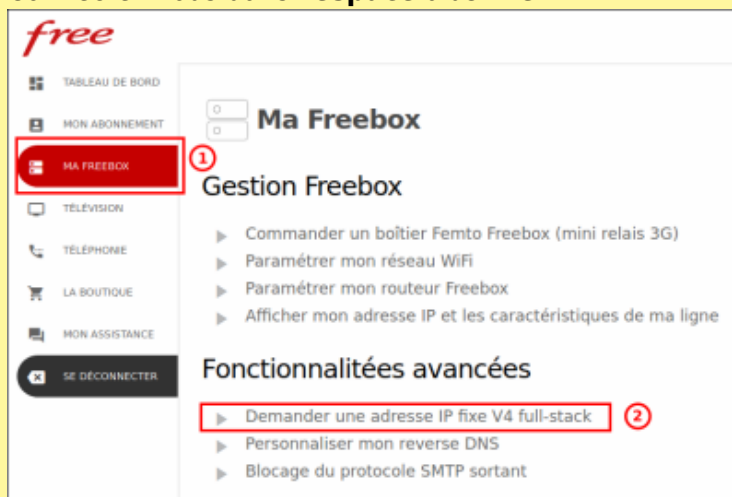 free
TABLEAU DE BORD
MON ABONNEMENT
MA FREEBOX
1
TÉLÉVISION
TÉLÉPHONIE
LA BOUTIQUE
MON ASSISTANCE
SE DÉCONNECTER
Ma Freebox
Gestion Freebox
Commander un boîtier Femto Freebox (mini relais 3G)
Paramétrer mon réseau WiFi
Paramétrer mon routeur Freebox
Afficher mon adresse IP et les caractéristiques de ma ligne
Fonctionnalitées avancées
Demander une adresse IP fixe V4 full-stack 2
Personnaliser mon reverse DNS
Blocage du protocole SMTP sortant